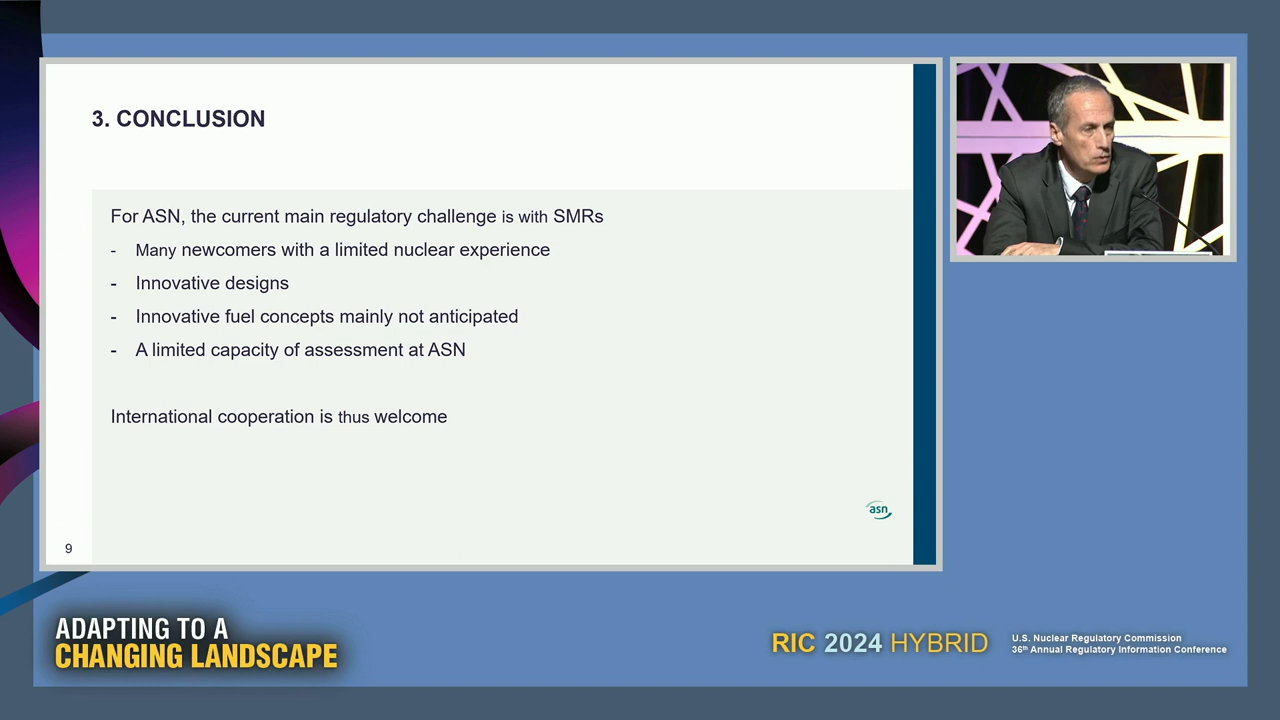 3. CONCLUSION
For ASN, the current main regulatory challenge is with SMRs
- Many newcomers with a limited nuclear experience
- Innovative designs
- Innovative fuel concepts mainly not anticipated
- A limited capacity of assessment at ASN
International cooperation is thus welcome
asn
9
ADAPTING TO A
CHANGING LANDSCAPE
RIC 2024 HYBRID
U.S. Nuclear Regulatory Commission
36th Annual Regulatory Information Conference